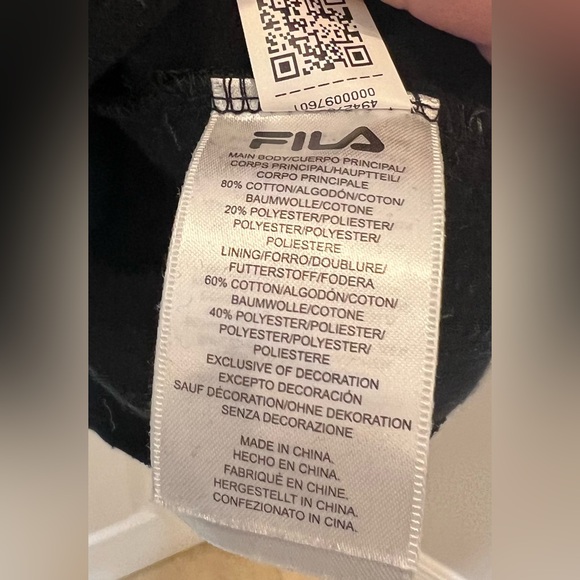 0000097601
FILA
MAIN BODY/CUERPO PRINCIPAL/
CORPS PRINCIPAL/HAUPTTEIL/
CORPO PRINCIPALE
80% COTTON/ALGODÓN/COTON/
BAUMWOLLE/COTONE
20% POLYESTER/POLIESTER/
POLYESTER/POLYESTER/
POLIESTERE
LINING/FORRO/DOUBLURE/
FUTTERSTOFF/FODERA
60% COTTON/ALGODÓN/COTON/
BAUMWOLLE/COTONE
40% POLYESTER/POLIESTER/
POLYESTER/POLYESTER/
POLIESTERE
EXCLUSIVE OF DECORATION
EXCEPTO DECORACIÓN
SAUF DÉCORATION/OHNE DEKORATION
SENZA DECORAZIONE
MADE IN CHINA.
HECHO EN CHINA.
FABRIQUÉ EN CHINE.
HERGESTELLT IN CHINA.
CONFEZIONATO IN CINA.